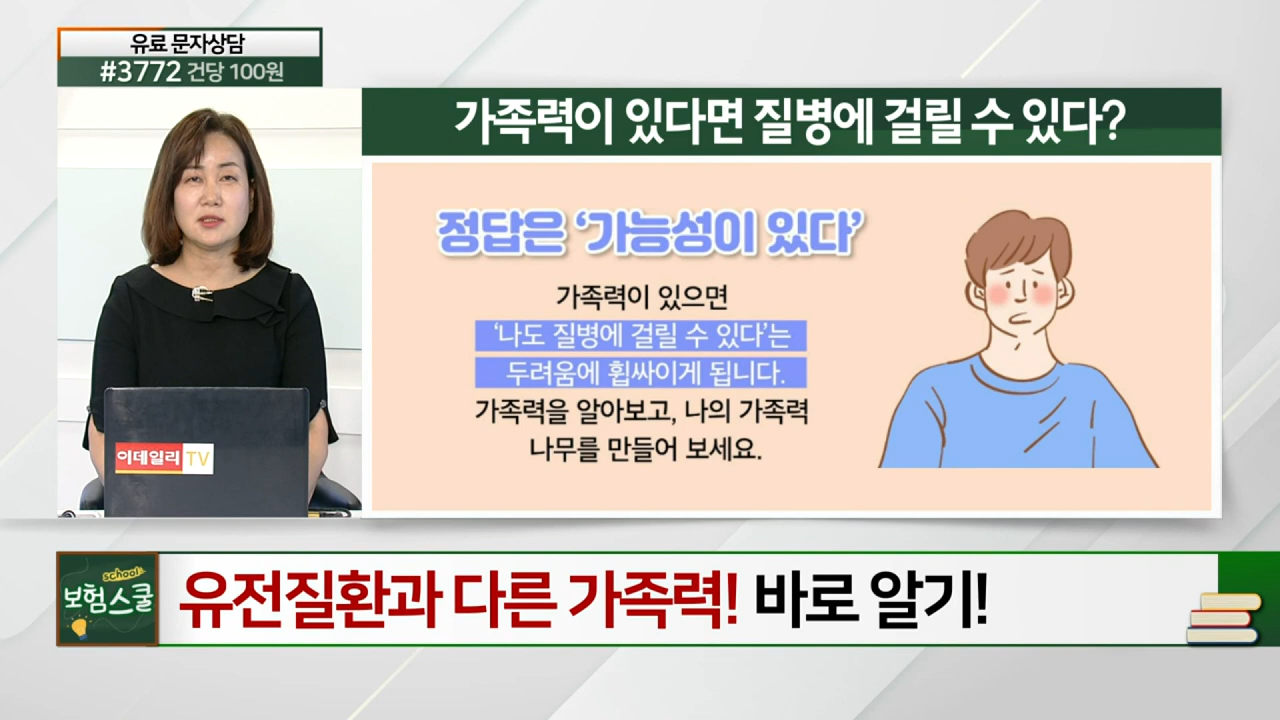 유료 문자상담
#3772 건당 100원
가족력이 있다면 질병에 걸릴 수 있다?
정답은 ‘가능성이 있다’
가족력이 있으면
‘나도 질병에 걸릴 수 있다’는
두려움에 휩싸이게 됩니다.
가족력을 알아보고, 나의 가족력
나무를 만들어 보세요.
이데일리 TV
school
보험스쿨
유전질환과 다른 가족력! 바로 알기!